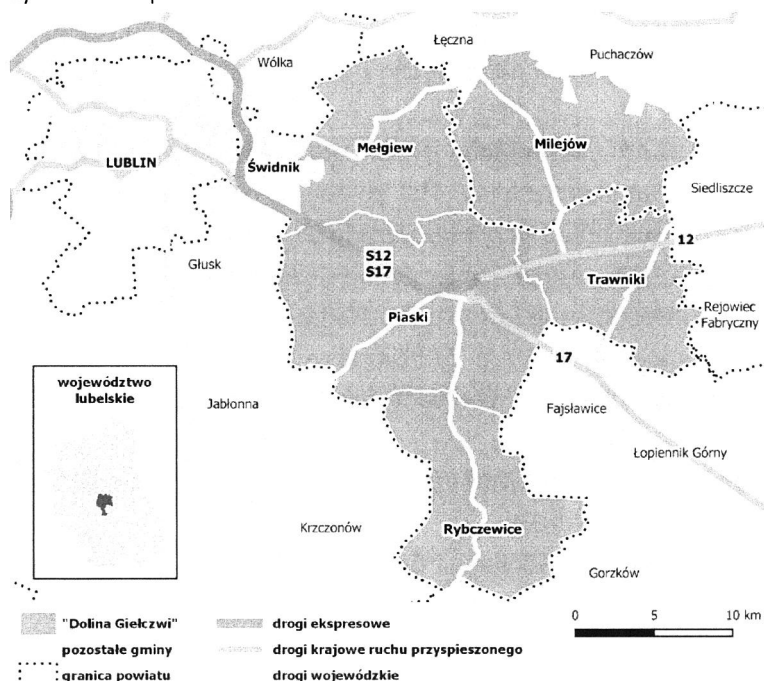 Łęczna
Puchaczów
Wólka
Mełgiew
Milejów
LUBLIN
Świdnik
Siedliszcze
Głusk
S12
S17
12
Trawniki
Piaski
Rejowiec
Fabryczny
17
województwo
lubelskie
Jabłonna
Fajsławice
Łopiennik Górny
Krzczonów
Rybczewice
Gorzków
"Dolina Giełczwi"
pozostałe gminy
granica powiatu
drogi ekspresowe
drogi krajowe ruchu przyspieszonego
drogi wojewódzkie
0 5 10 km